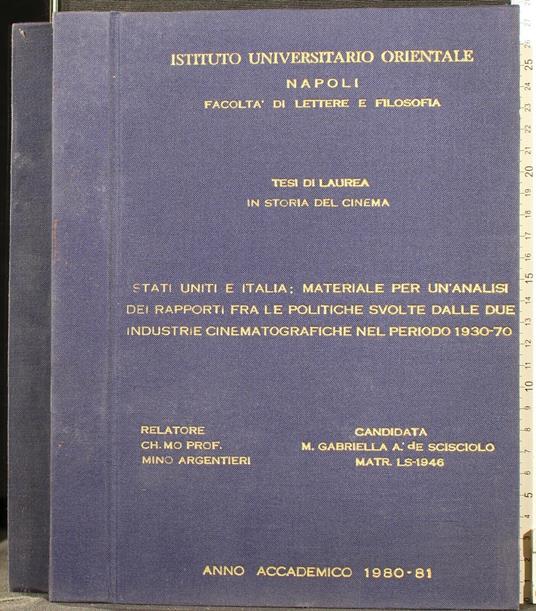 ISTITUTO UNIVERSITARIO ORIENTALE
NAPOLI
FACOLTA' DI LETTERE E FILOSOFIA
TESI DI LAUREA
IN STORIA DEL CINEMA
STATI UNITI E ITALIA; MATERIALE PER UN'ANALISI
DEI RAPPORTI FRA LE POLITICHE SVOLTE DALLE DUE
INDUSTRIE CINEMATOGRAFICHE NEL PERIODO 1930-70
RELATORE
CH.MO PROF.
MINO ARGENTIERI
CANDIDATA
M. GABRIELLA A.' dE SCISCIOLO
MATR. LS-1946
ANNO ACCADEMICO 1980-81